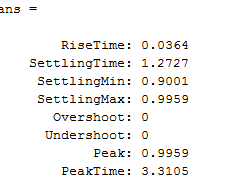 ans =
RiseTime: 0.0364
SettlingTime: 1.2727
SettlingMin: 0.9001
SettlingMax: 0.9959
Overshoot: 0
Undershoot: 0
Peak: 0.9959
PeakTime: 3.3105